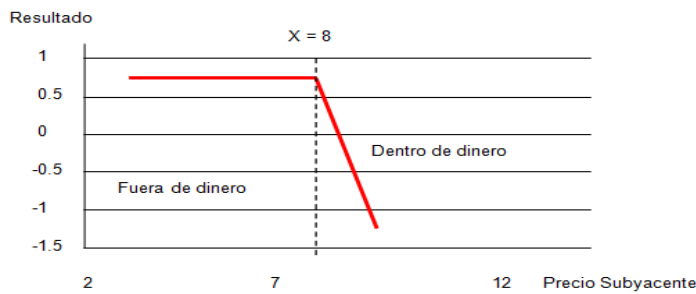 Resultado
X = 8
1
0.5
0
Dentro de dinero
-0.5
Fuera de dinero
-1
-1.5
2 7 12 Precio Subyacente